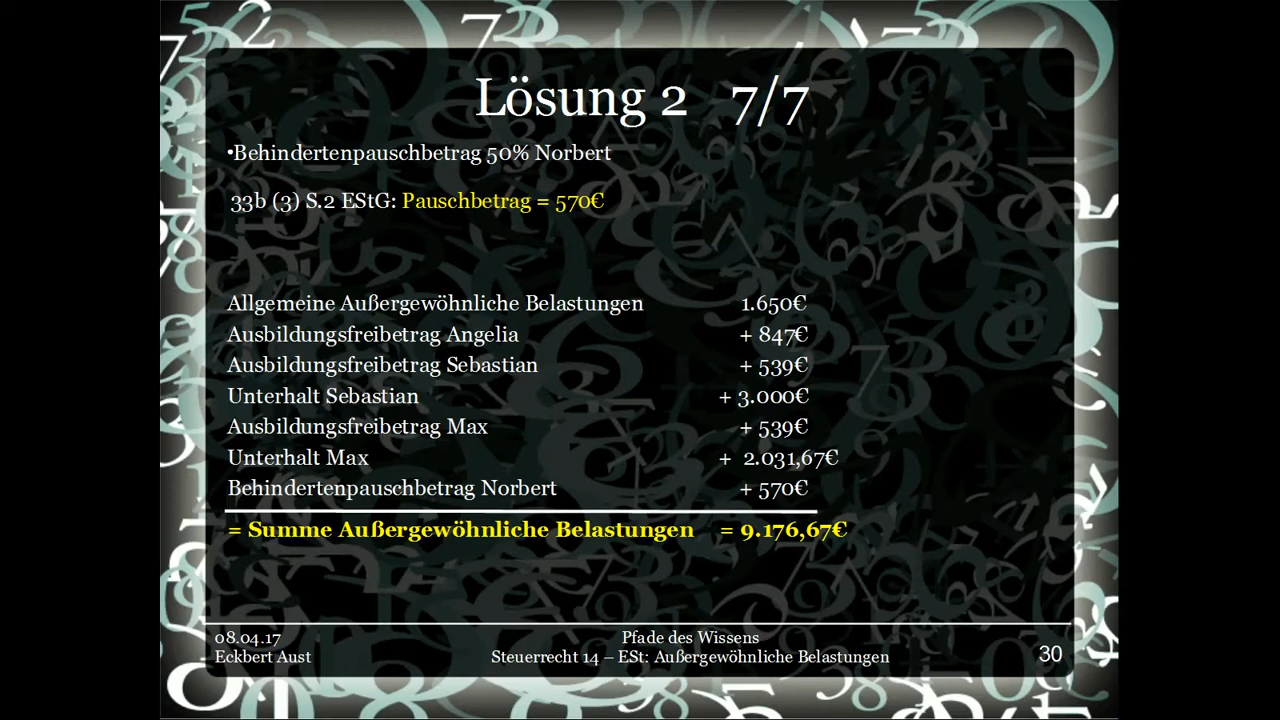 Lösung 2 7/7
•Behindertenpauschbetrag 50% Norbert
33b (3) S.2 EStG: Pauschbetrag = 570€
Allgemeine Außergewöhnliche Belastungen 1.650€
Ausbildungsfreibetrag Angelia + 847€
Ausbildungsfreibetrag Sebastian + 539€
Unterhalt Sebastian + 3.000€
Ausbildungsfreibetrag Max + 539€
Unterhalt Max + 2.031,67€
Behindertenpauschbetrag Norbert + 570€
= Summe Außergewöhnliche Belastungen = 9.176,67€
08.04.17
Eckbert Aust
Pfade des Wissens
Steuerrecht 14 – ESt: Außergewöhnliche Belastungen
30